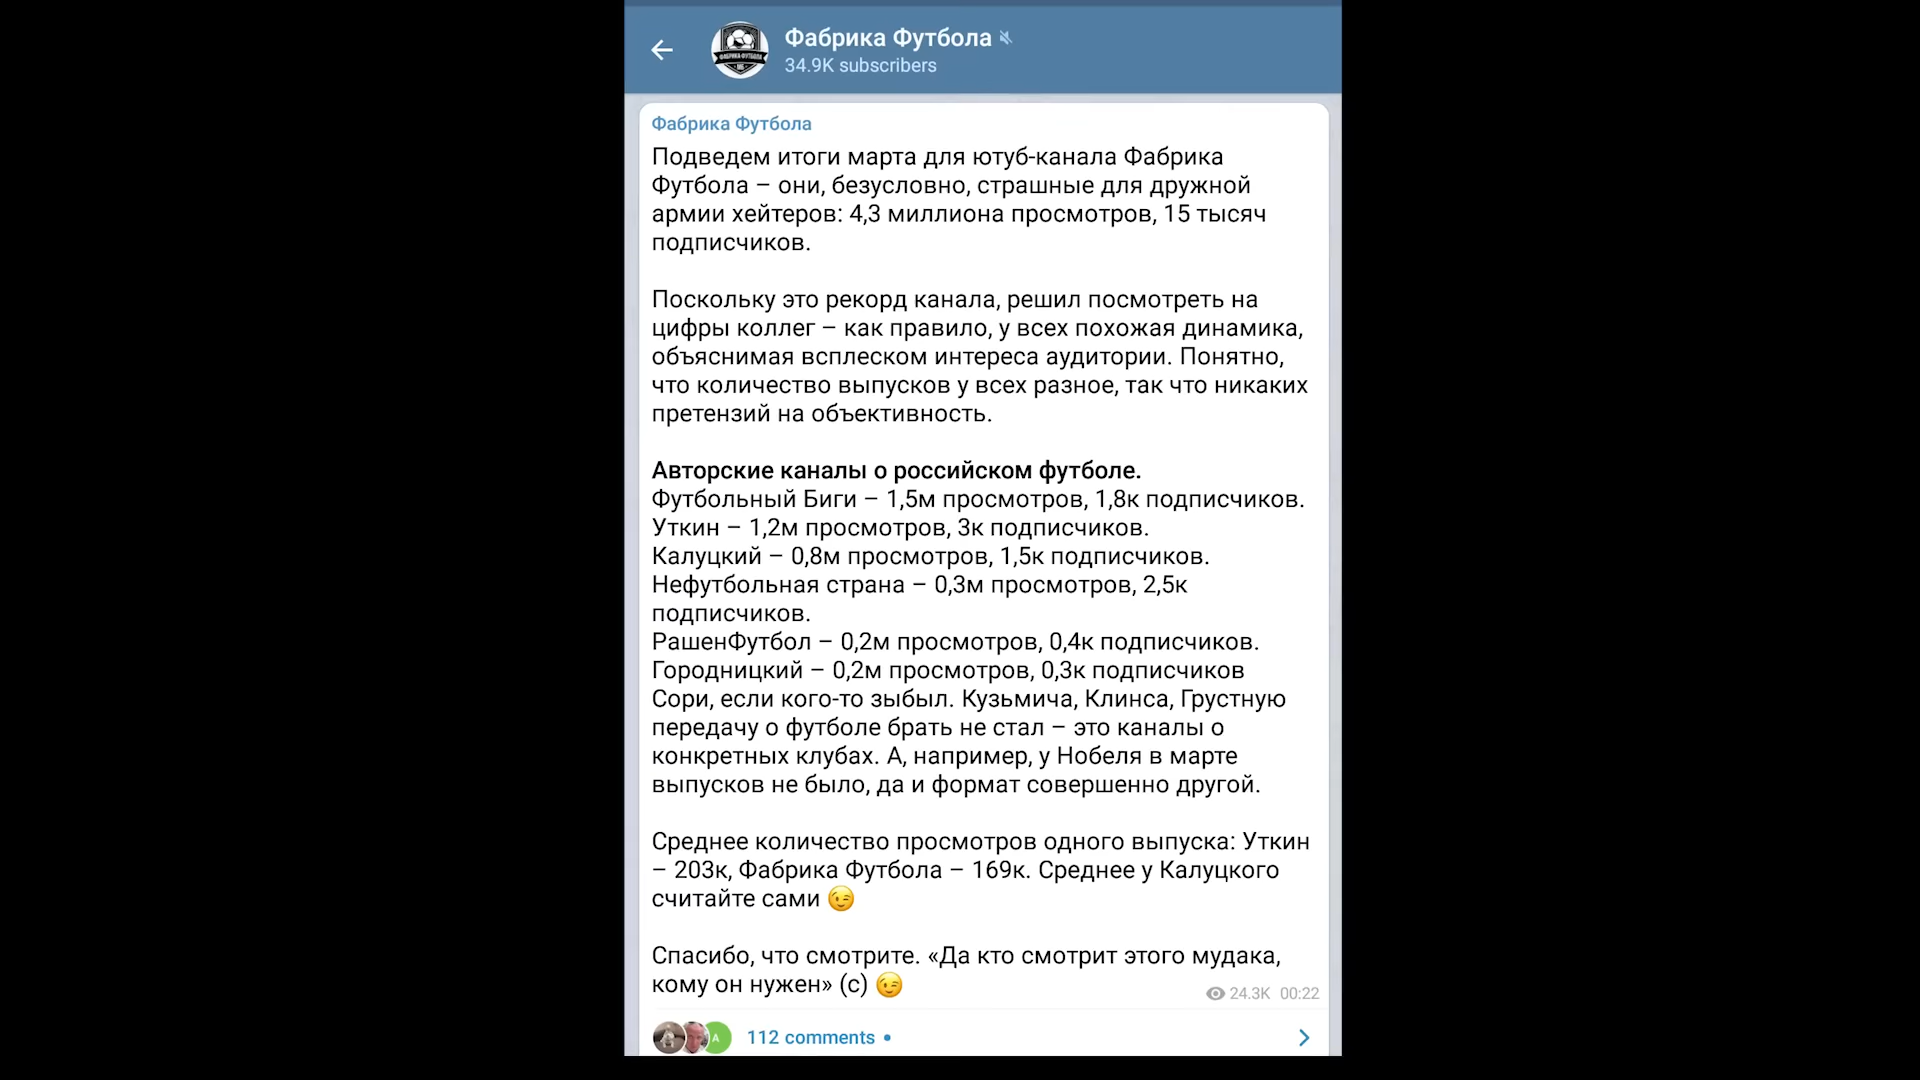 Фабрика Футбола
34.9K subscribers
Фабрика Футбола
Подведем итоги марта для ютуб-канала Фабрика
Футбола – они, безусловно, страшные для дружной
армии хейтеров: 4,3 миллиона просмотров, 15 тысяч
подписчиков.
Поскольку это рекорд канала, решил посмотреть на
цифры коллег – как правило, у всех похожая динамика,
объяснимая всплеском интереса аудитории. Понятно,
что количество выпусков у всех разное, так что никаких
претензий на объективность.
Авторские каналы о российском футболе.
Футбольный Биги – 1,5м просмотров, 1,8к подписчиков.
Уткин – 1,2м просмотров, 3к подписчиков.
Калуцкий – 0,8м просмотров, 1,5к подписчиков.
Нефутбольная страна – 0,3м просмотров, 2,5к
подписчиков.
РашенФутбол – 0,2м просмотров, 0,4к подписчиков.
Городницкий – 0,2м просмотров, 0,3к подписчиков
Сори, если кого-то зыбыл. Кузьмича, Клинса, Грустную
передачу о футболе брать не стал – это каналы о
конкретных клубах. А, например, у Нобеля в марте
выпусков не было, да и формат совершенно другой.
Среднее количество просмотров одного выпуска: Уткин
– 203к, Фабрика Футбола – 169к. Среднее у Калуцкого
считайте сами 😉
Спасибо, что смотрите. «Да кто смотрит этого мудака,
кому он нужен» (с) 😉
24.3K 00:22
A
112 comments